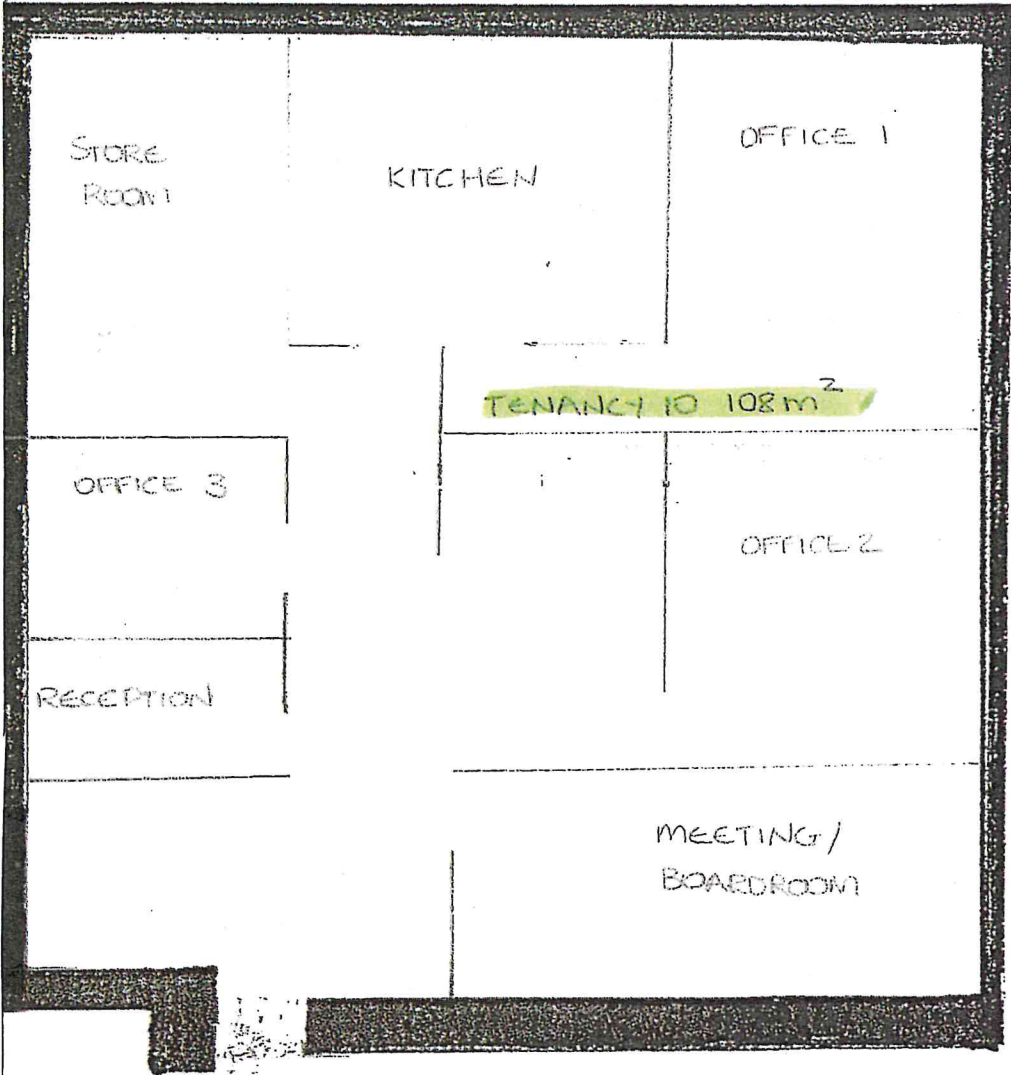 STORE
ROOM
KITCHEN
OFFICE 1
TENANCY 10 108m²
OFFICE 3
OFFICE 2
RECEPTION
MEETING/
BOARDROOM